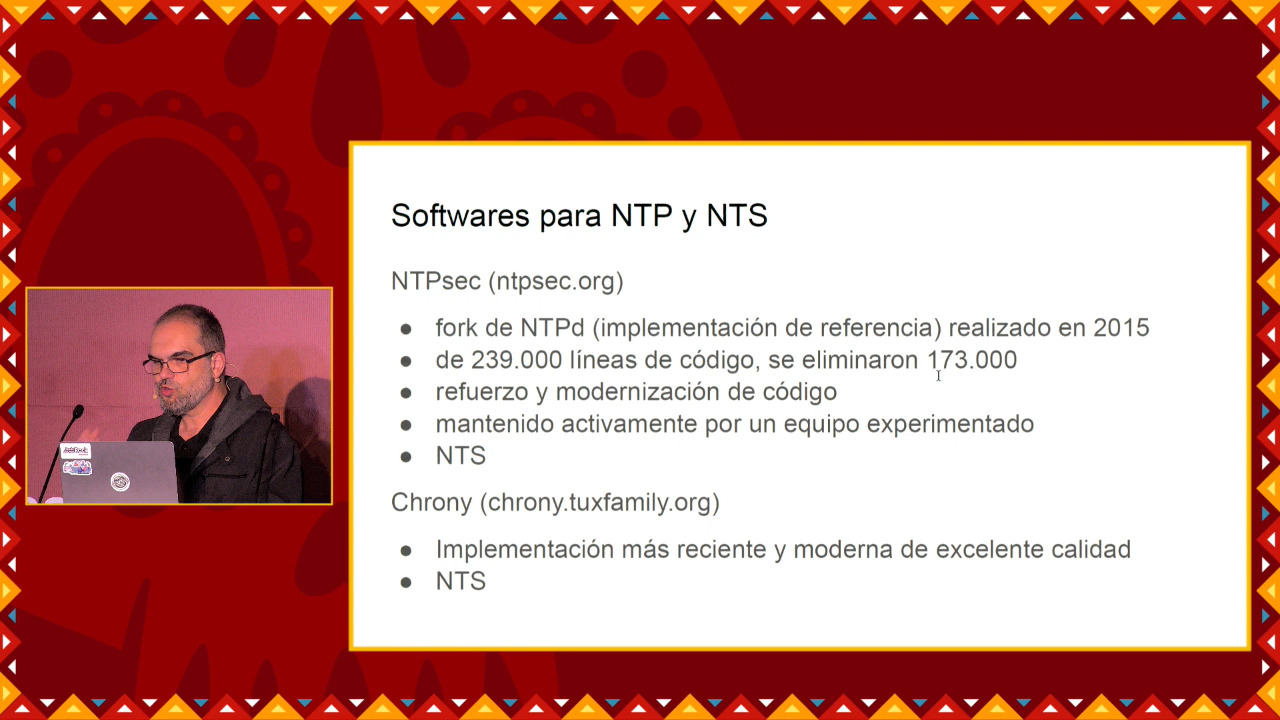 Softwares para NTP y NTS
NTPsec (ntpsec.org)
● fork de NTPd (implementación de referencia) realizado en 2015
● de 239.000 líneas de código, se eliminaron 173.000
● refuerzo y modernización de código
● mantenido activamente por un equipo experimentado
● NTS
Chrony (chrony.tuxfamily.org)
● Implementación más reciente y moderna de excelente calidad
● NTS